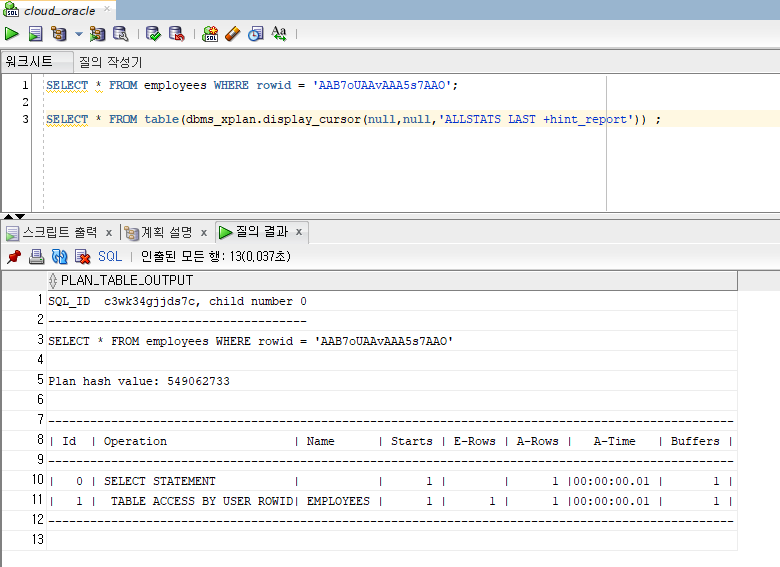 cloud_oracle
워크시트 질의 작성기
1 SELECT * FROM employees WHERE rowid = 'AAB7oUAAvAAA5s7AAO';
2
3 SELECT * FROM table(dbms_xplan.display_cursor(null,null,'ALLSTATS LAST +hint_report')) ;
스크립트 출력 x 계획 설명 x 질의 결과 x
SQL | 인출된 모든 행: 13(0,037초)
PLAN_TABLE_OUTPUT
1 SQL_ID  c3wk34gjjds7c, child number 0
2 -------------------------------------
3 SELECT * FROM employees WHERE rowid = 'AAB7oUAAvAAA5s7AAO'
4
5 Plan hash value: 549062733
6
7 --------------------------------------------------------------------------------------------------
8 | Id  | Operation                  | Name      | Starts | E-Rows | A-Rows |   A-Time   | Buffers |
9 --------------------------------------------------------------------------------------------------
10 |   0 | SELECT STATEMENT           |           |      1 |        |      1 |00:00:00.01 |       1 |
11 |   1 |  TABLE ACCESS BY USER ROWID| EMPLOYEES |      1 |      1 |      1 |00:00:00.01 |       1 |
12 --------------------------------------------------------------------------------------------------
13